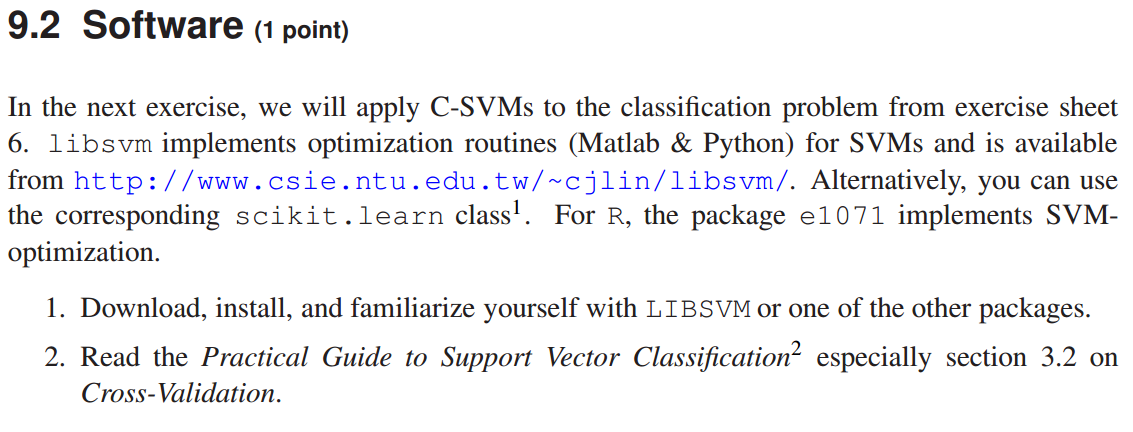 9.2 Software (1 point)
In the next exercise, we will apply C-SVMs to the classification problem from exercise sheet
6. libsvm implements optimization routines (Matlab & Python) for SVMs and is available
from http://www.csie.ntu.edu.tw/~cjlin/libsvm/. Alternatively, you can use
the corresponding scikit.learn class1. For R, the package e1071 implements SVM-
optimization.
1. Download, install, and familiarize yourself with LIBSVM or one of the other packages.
2. Read the Practical Guide to Support Vector Classification2 especially section 3.2 on
Cross-Validation.